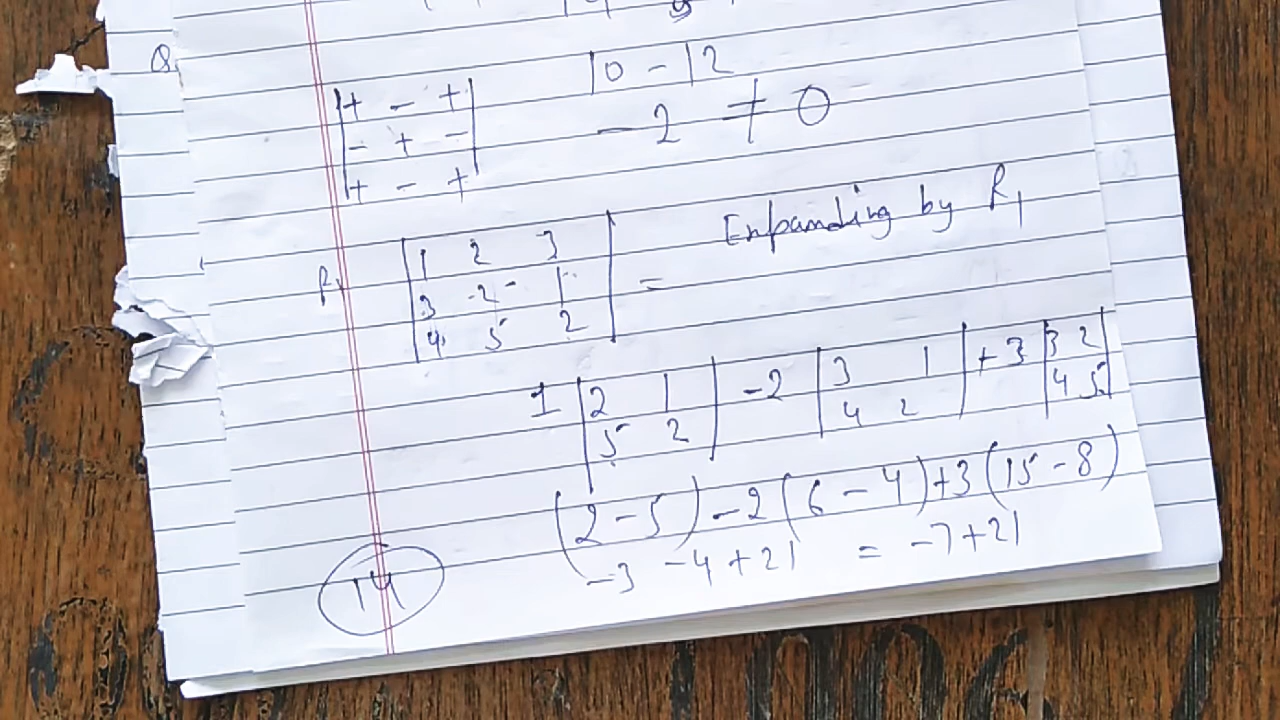 Q.
10 - 12
- 2 ≠ 0
| + - + |
| - + - |
| + - + |
Expanding by R1
| 1 2 3 |
| 3 2 1 | =
| 4 5 2 |
1 | 2 1 | - 2 | 3 1 | + 3 | 3 2 |
| 5 2 | | 4 2 | | 4 5 |
(2 - 5) - 2 (6 - 4) + 3 (15 - 8)
- 3 - 4 + 21 = - 7 + 21
14